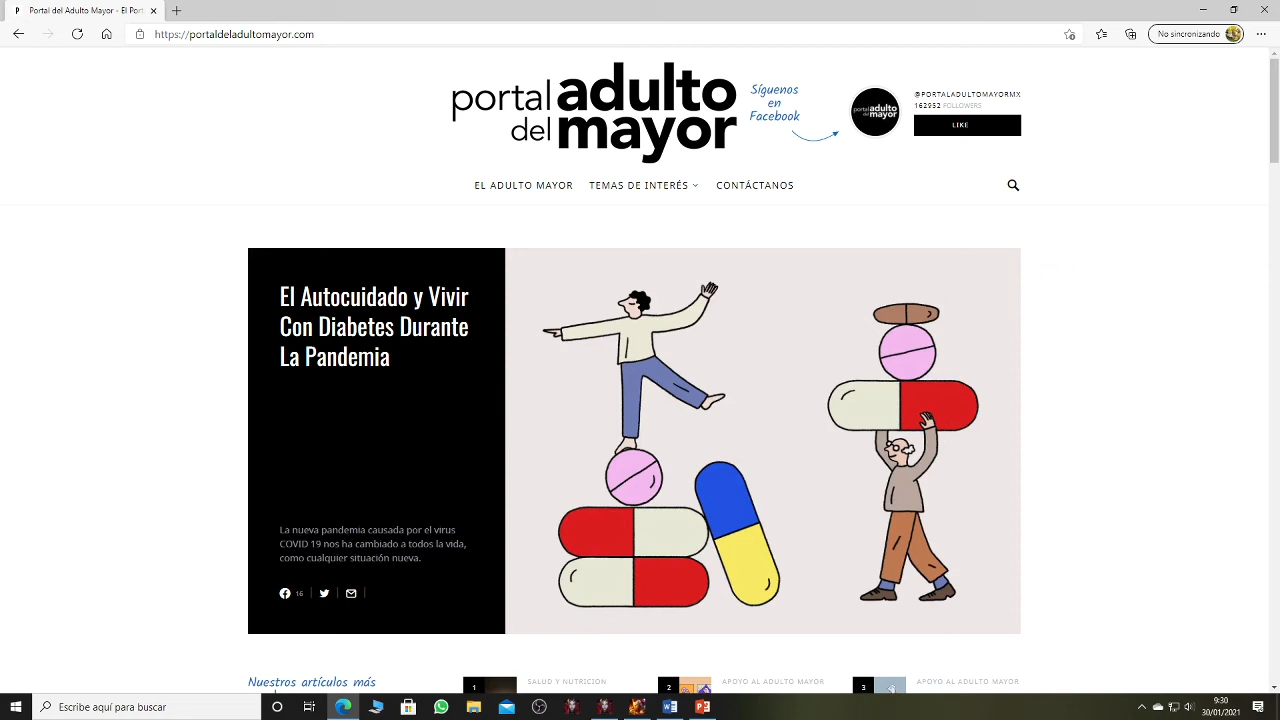 Portal del Adulto Mayor • El Por
https://portaldeladultomayor.com
No sincronizando
portal adulto
del mayor
Síguenos
en
Facebook
portal adulto
del mayor
@PORTALADULTOMAYORMX
162952 FOLLOWERS
LIKE
EL ADULTO MAYOR
TEMAS DE INTERÉS
CONTÁCTANOS
El Autocuidado y Vivir
Con Diabetes Durante
La Pandemia
La nueva pandemia causada por el virus
COVID 19 nos ha cambiado a todos la vida,
como cualquier situación nueva.
16
Nuestros artículos más
1
SALUD Y NUTRICION
2
APOYO AL ADULTO MAYOR
3
APOYO AL ADULTO MAYOR
Escribe aquí para buscar
9:30
30/01/2021